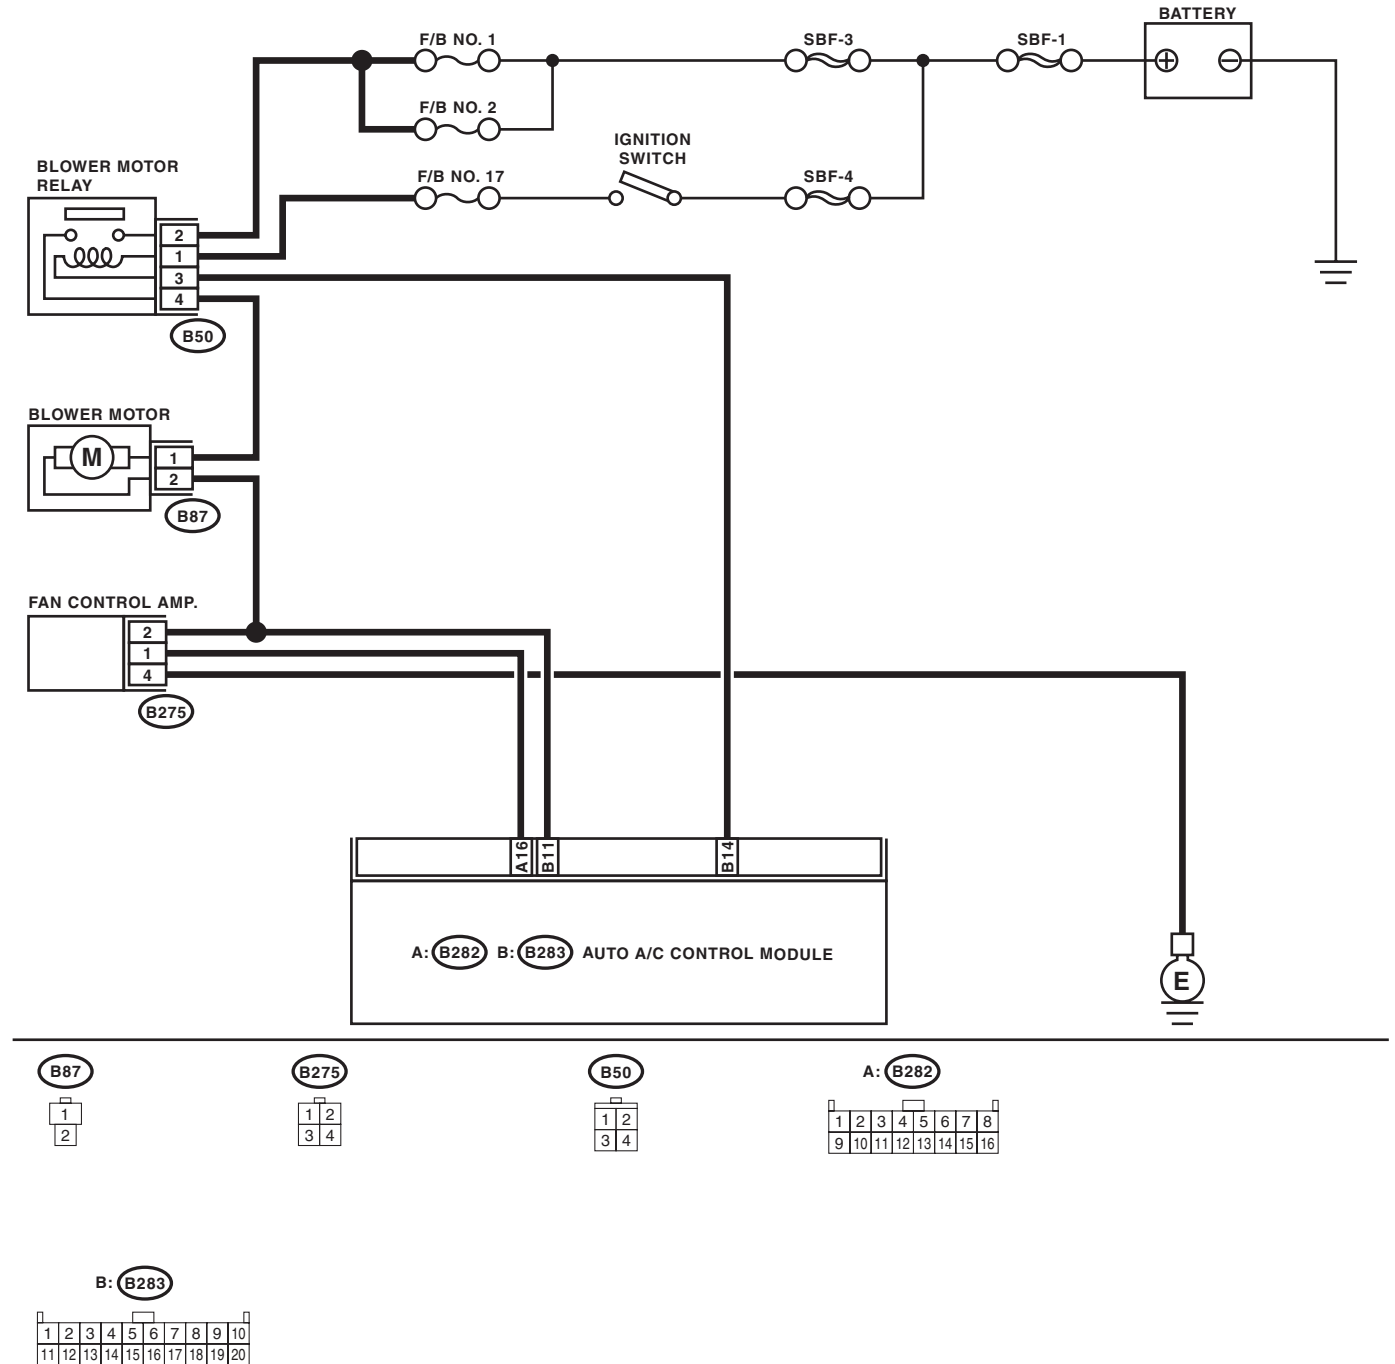 BATTERY
F/B NO. 1
SBF-3
SBF-1
F/B NO. 2
IGNITION
SWITCH
F/B NO. 17
SBF-4
BLOWER MOTOR
RELAY
2
1
3
4
B50
BLOWER MOTOR
M
1
2
B87
FAN CONTROL AMP.
2
1
4
B275
A16
B11
B14
A: B282 B: B283 AUTO A/C CONTROL MODULE
E
B87
1
2
B275
1 2
3 4
B50
1 2
3 4
A: B282
1 2 3 4 5 6 7 8
9 10 11 12 13 14 15 16
B: B283
1 2 3 4 5 6 7 8 9 10
11 12 13 14 15 16 17 18 19 20